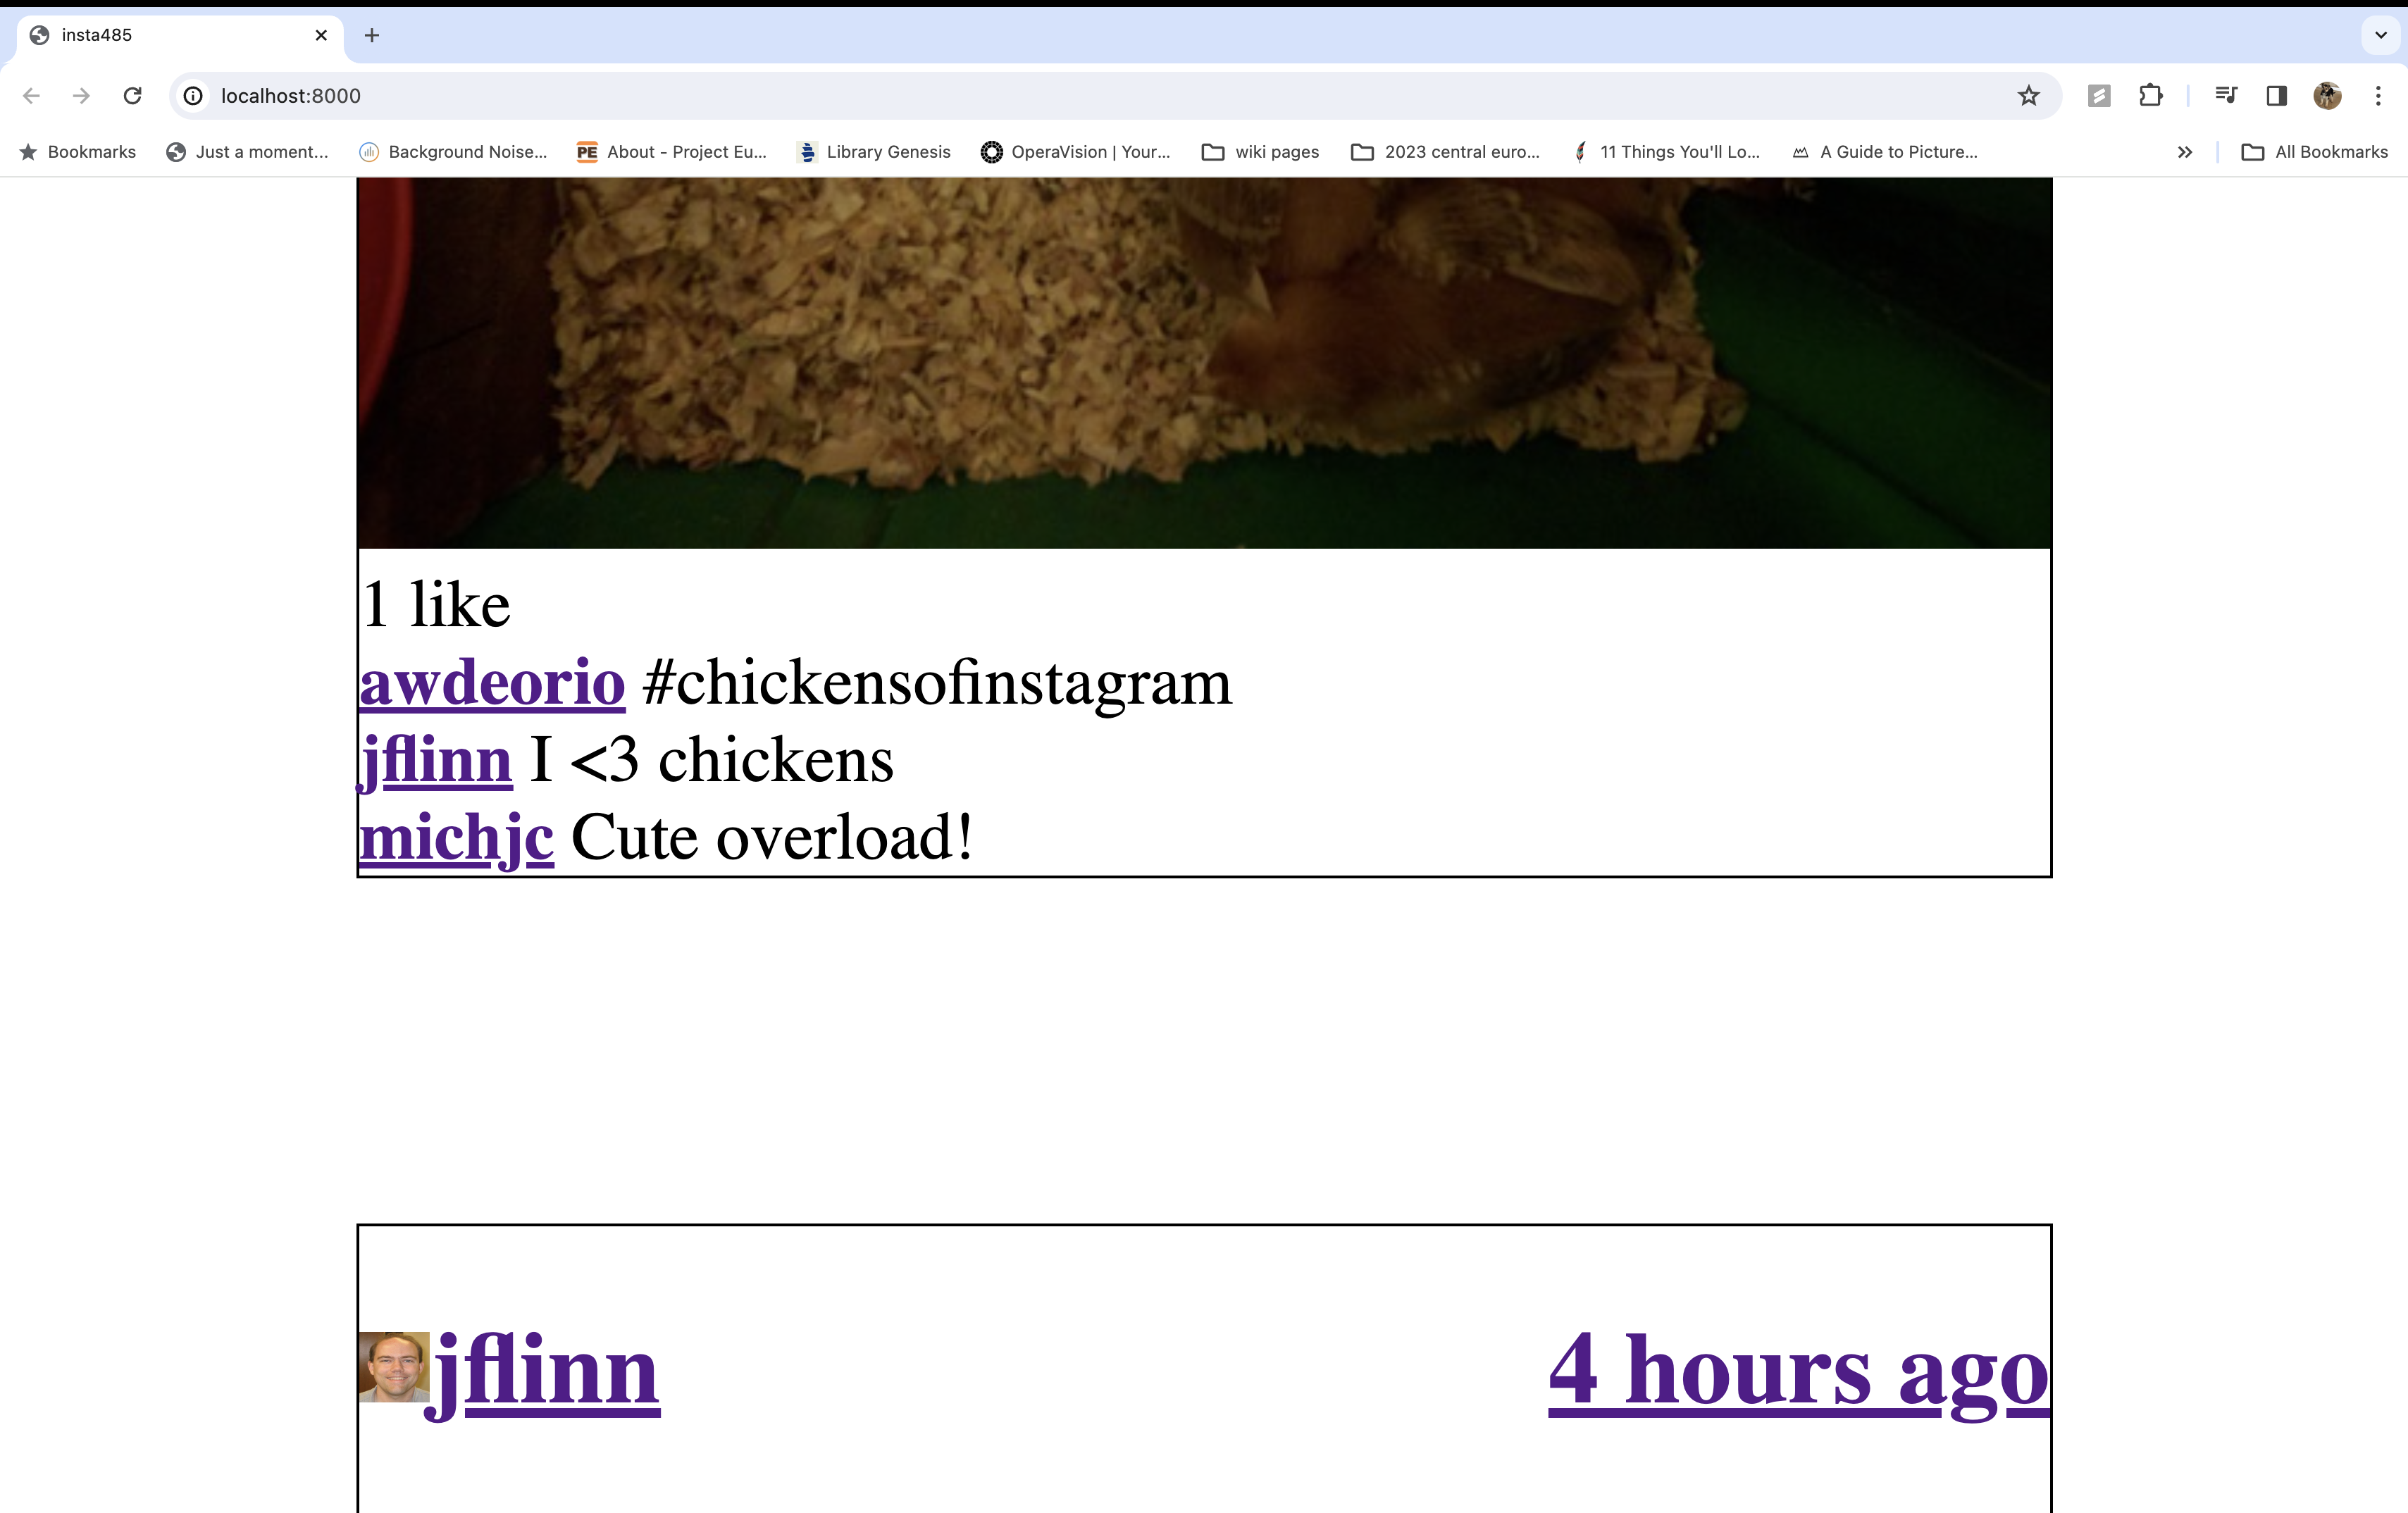 insta485
localhost:8000
Bookmarks Just a moment... Background Noise... PE About - Project Eu... Library Genesis OperaVision | Your... wiki pages 2023 central euro... 11 Things You'll Lo... A Guide to Picture... All Bookmarks
1 like
awdeorio #chickensofinstagram
jflinn I <3 chickens
michjc Cute overload!
jflinn 4 hours ago